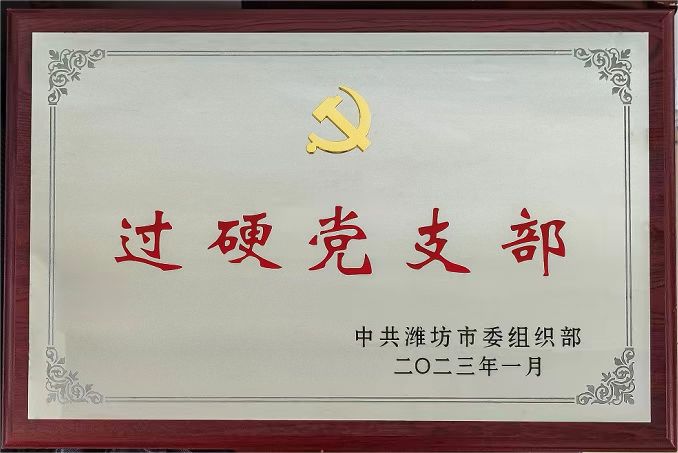 过硬党支部
中共潍坊市委组织部
二〇二三年一月